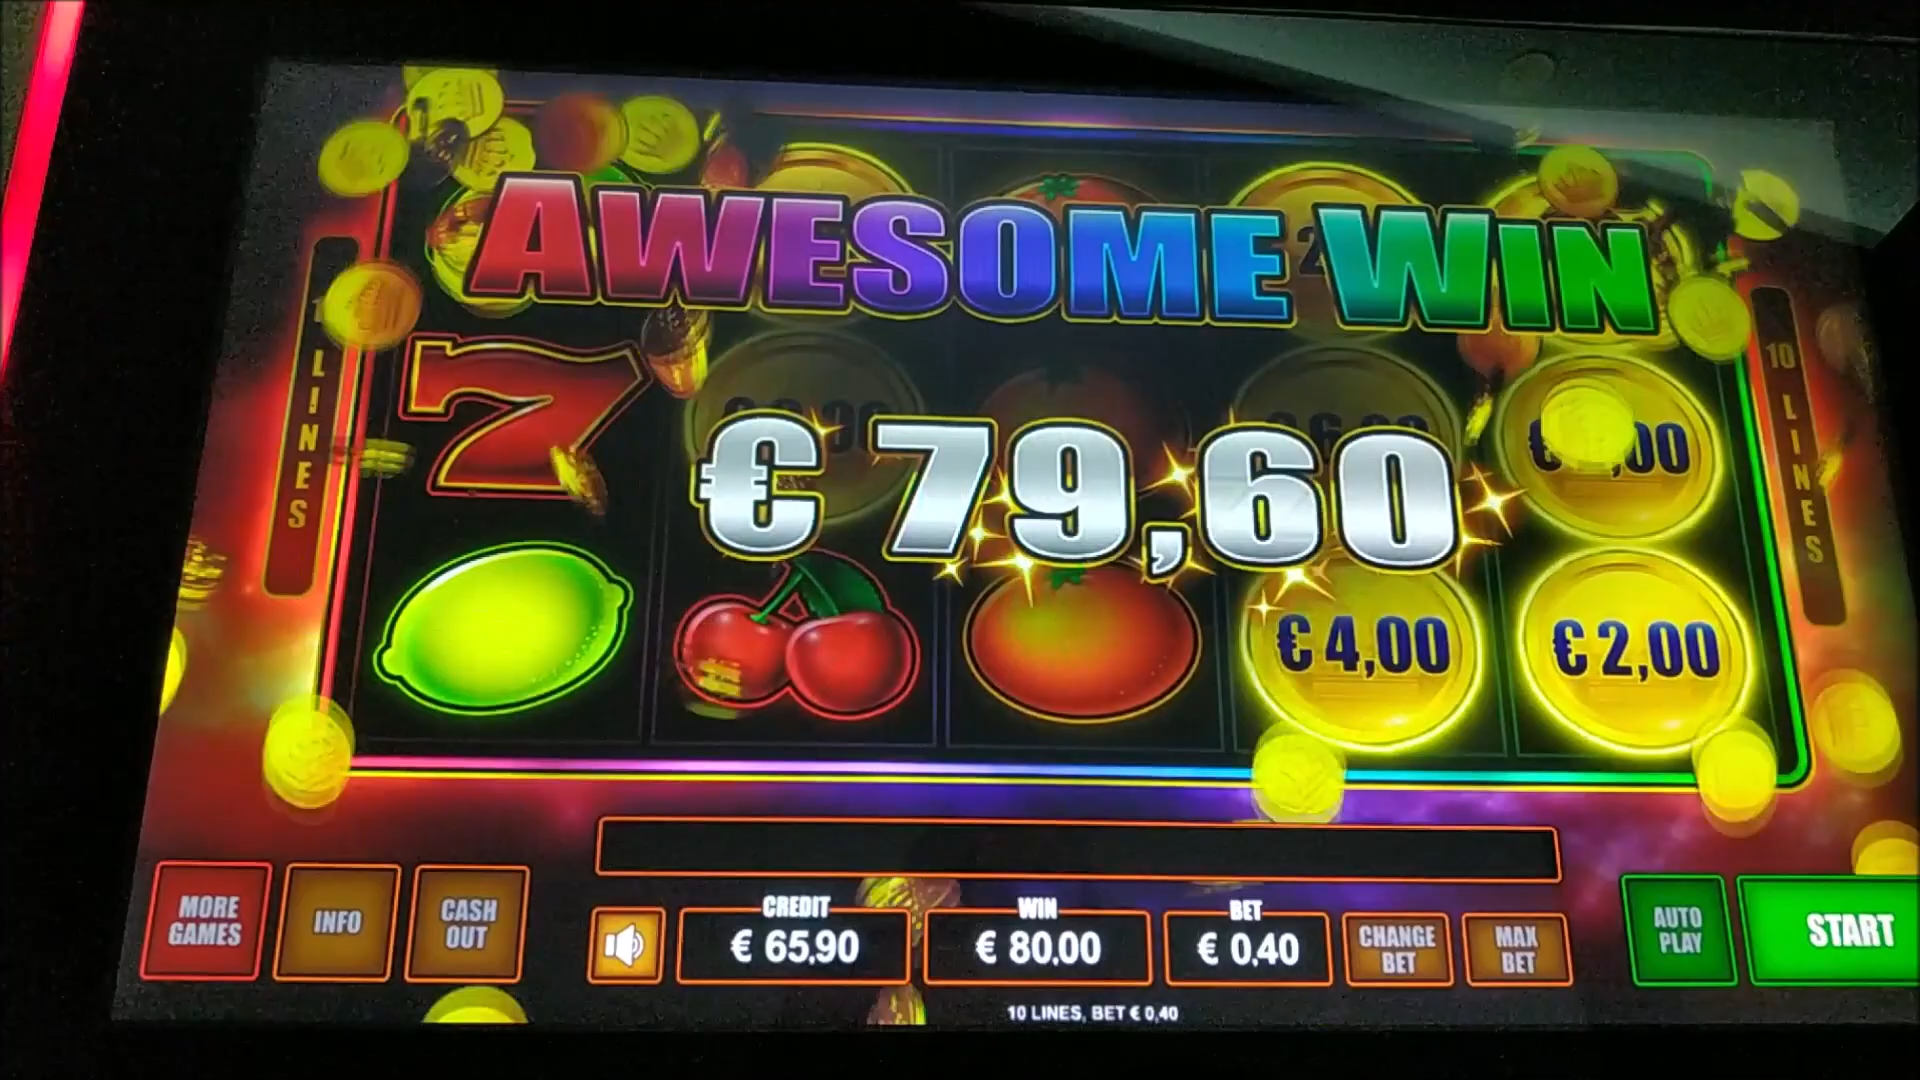 AWESOME WIN
LINES
10 LINES
€ 79,60
€ 4,00
€ 2,00
MORE GAMES
INFO
CASH OUT
CREDIT
€ 65,90
WIN
€ 80,00
BET
€ 0,40
CHANGE BET
MAX BET
AUTO PLAY
START
10 LINES, BET € 0,40